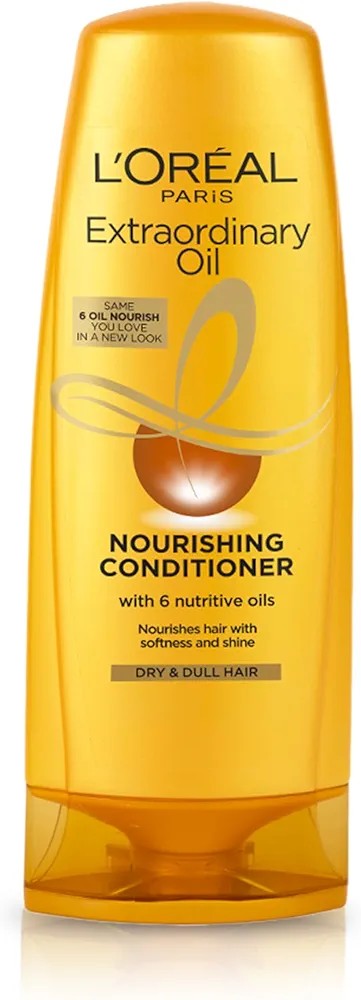 L'ORÉAL
PARiS
Extraordinary
Oil
SAME
6 OIL NOURISH
YOU LOVE
IN A NEW LOOK
NOURISHING
CONDITIONER
with 6 nutritive oils
Nourishes hair with
softness and shine
DRY & DULL HAIR